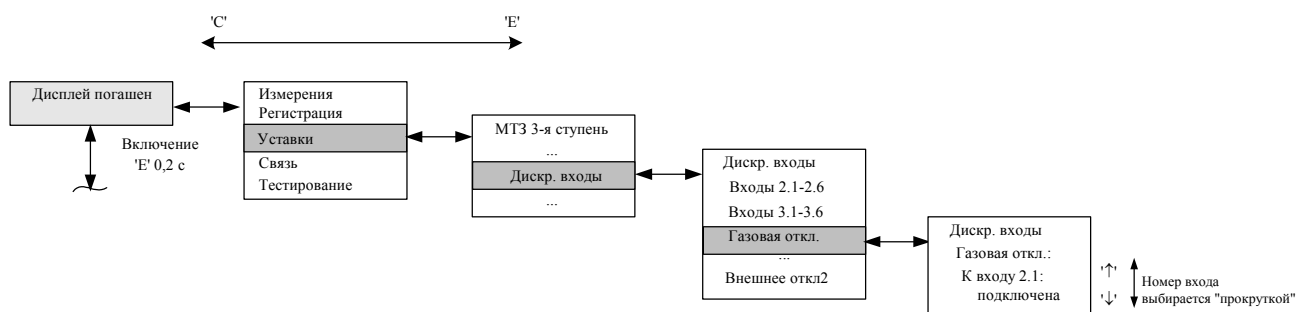 'C'
'E'
Дисплей погашен
Включение
'E' 0,2 с
Измерения
Регистрация
Уставки
Связь
Тестирование
МТЗ 3-я ступень
...
Дискр. входы
...
Дискр. входы
Входы 2.1-2.6
Входы 3.1-3.6
Газовая откл.
...
Внешнее откл2
Дискр. входы
Газовая откл.:
К входу 2.1:
подключена
'↑'
'↓'
Номер входа
выбирается "прокруткой"